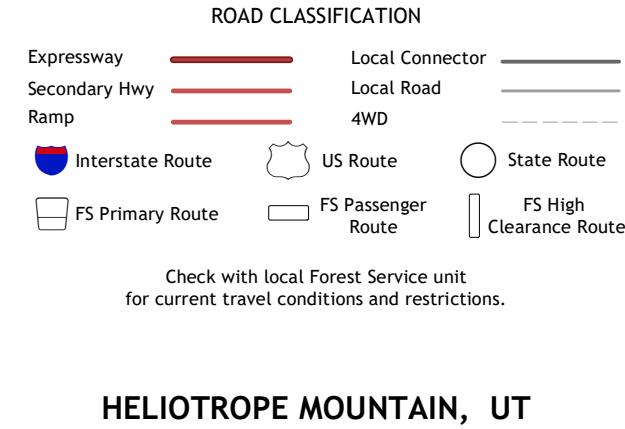 ROAD CLASSIFICATION
Expressway
Local Connector
Secondary Hwy
Local Road
Ramp
4WD
Interstate Route
US Route
State Route
FS Primary Route
FS Passenger
Route
FS High
Clearance Route
Check with local Forest Service unit
for current travel conditions and restrictions.
HELIOTROPE MOUNTAIN, UT